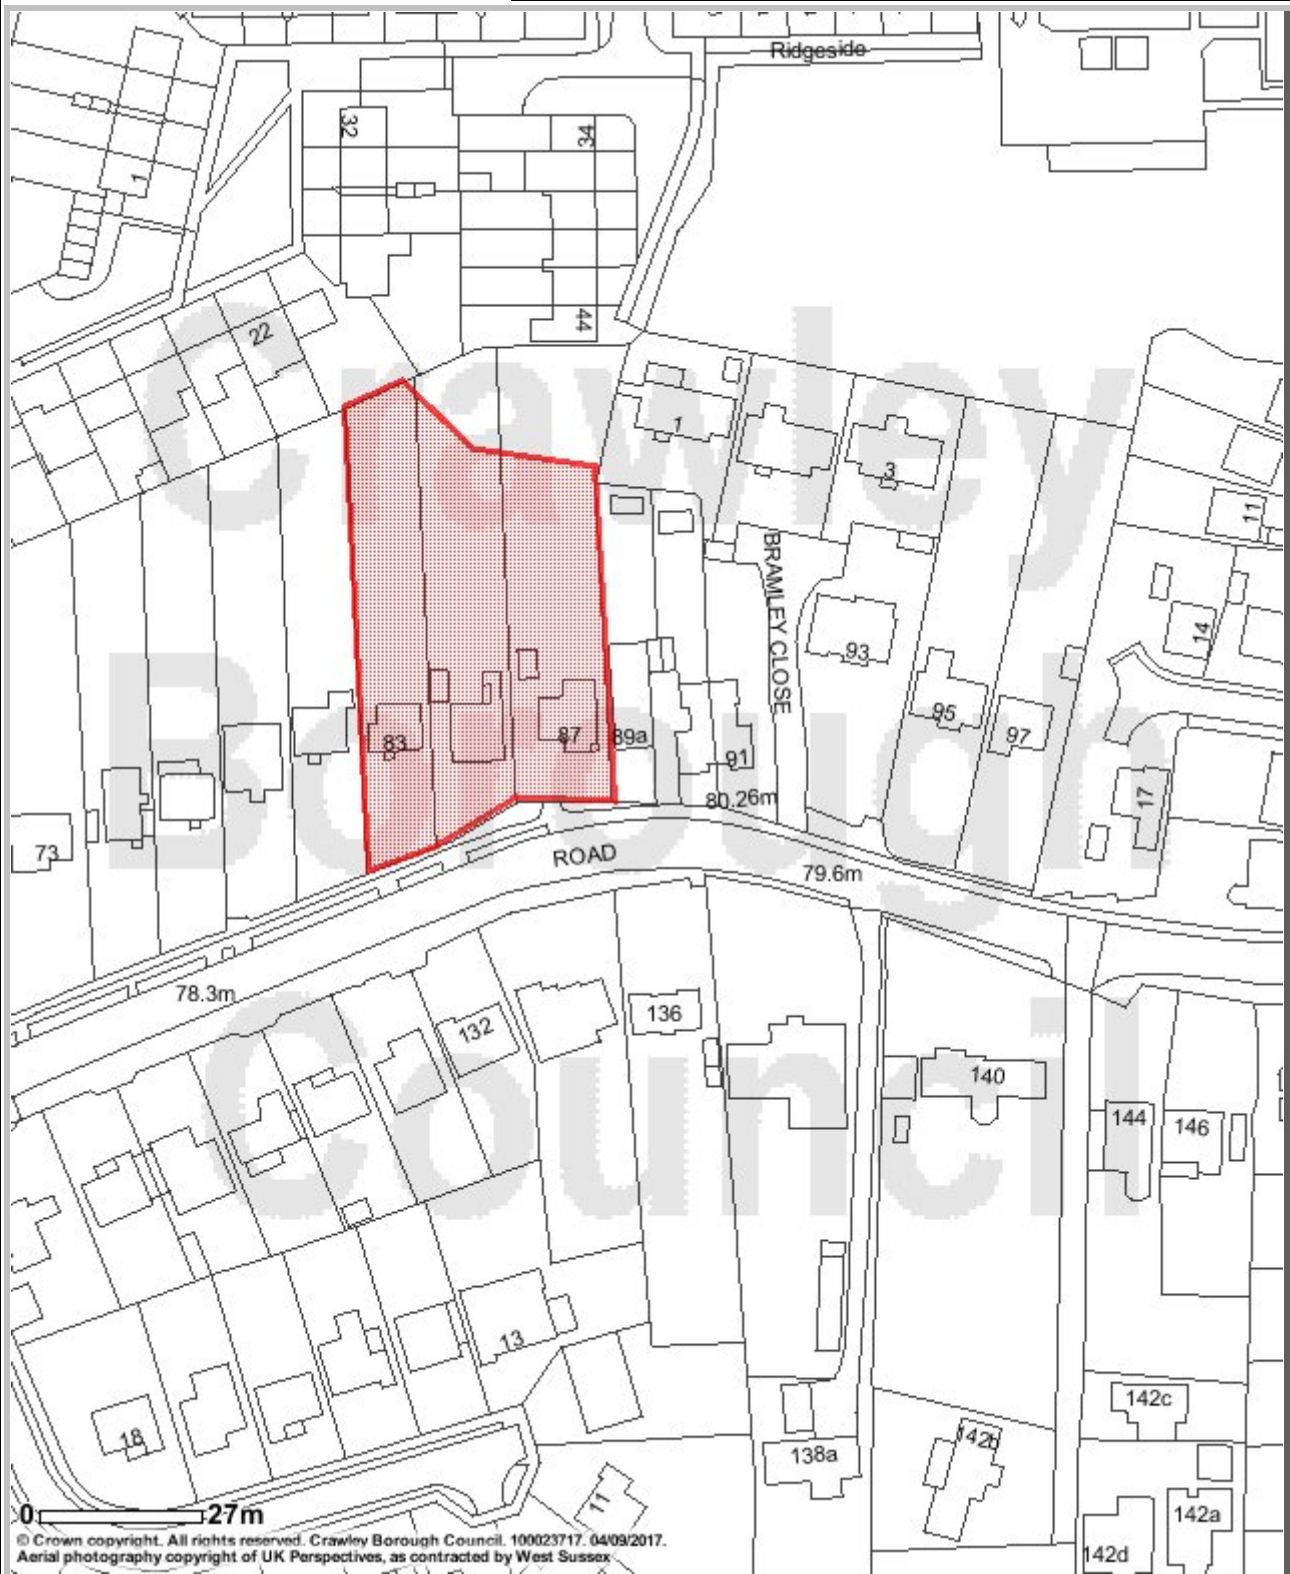 Ridgeside
32
34
1
44
22
1
3
11
BRAMLEY CLOSE
14
93
95
97
83
87
89a
91
80.26m
17
73
ROAD
79.6m
78.3m
132
136
140
144
146
13
18
11
138a
142b
142c
142a
142d
Crawley
Borough
Council
0 27m
© Crown copyright. All rights reserved. Crawley Borough Council. 100023717. 04/09/2017.
Aerial photography copyright of UK Perspectives, as contracted by West Sussex